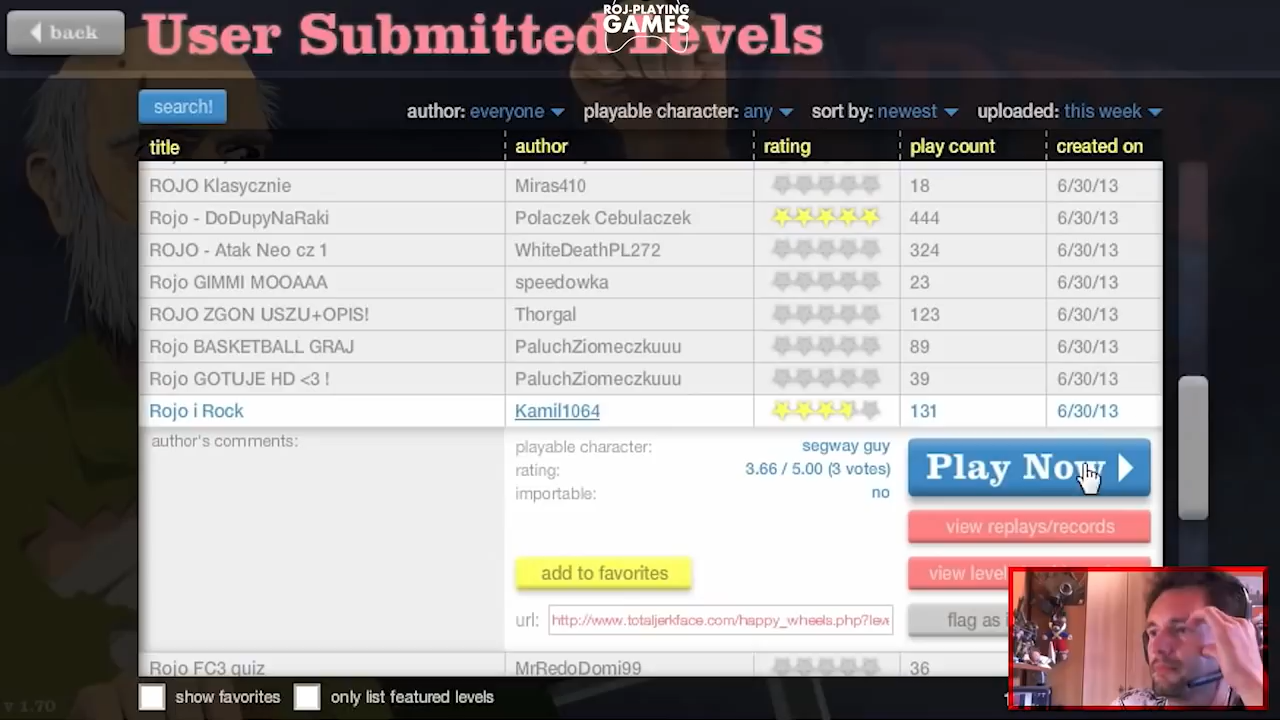 ROJ-PLAYING
GAMES
back
User Submitted Levels
search!
author: everyone
playable character: any
sort by: newest
uploaded: this week
title author rating play count created on
ROJO Klasycznie Miras410 18 6/30/13
Rojo - DoDupyNaRaki Polaczek Cebulaczek 444 6/30/13
ROJO - Atak Neo cz 1 WhiteDeathPL272 324 6/30/13
Rojo GIMMI MOOAAA speedowka 23 6/30/13
ROJO ZGON USZU+OPIS! Thorgal 123 6/30/13
Rojo BASKETBALL GRAJ PaluchZiomeczkuuu 89 6/30/13
Rojo GOTUJE HD <3 ! PaluchZiomeczkuuu 39 6/30/13
Rojo i Rock Kamil1064 131 6/30/13
author's comments:
playable character: segway guy
rating: 3.66 / 5.00 (3 votes)
importable: no
Play Now
view replays/records
add to favorites
view level
url: http://www.totaljerkface.com/happy_wheels.php?leve
flag as
Rojo FC3 quiz MrRedoDomi99 36
show favorites
only list featured levels
v 1.70